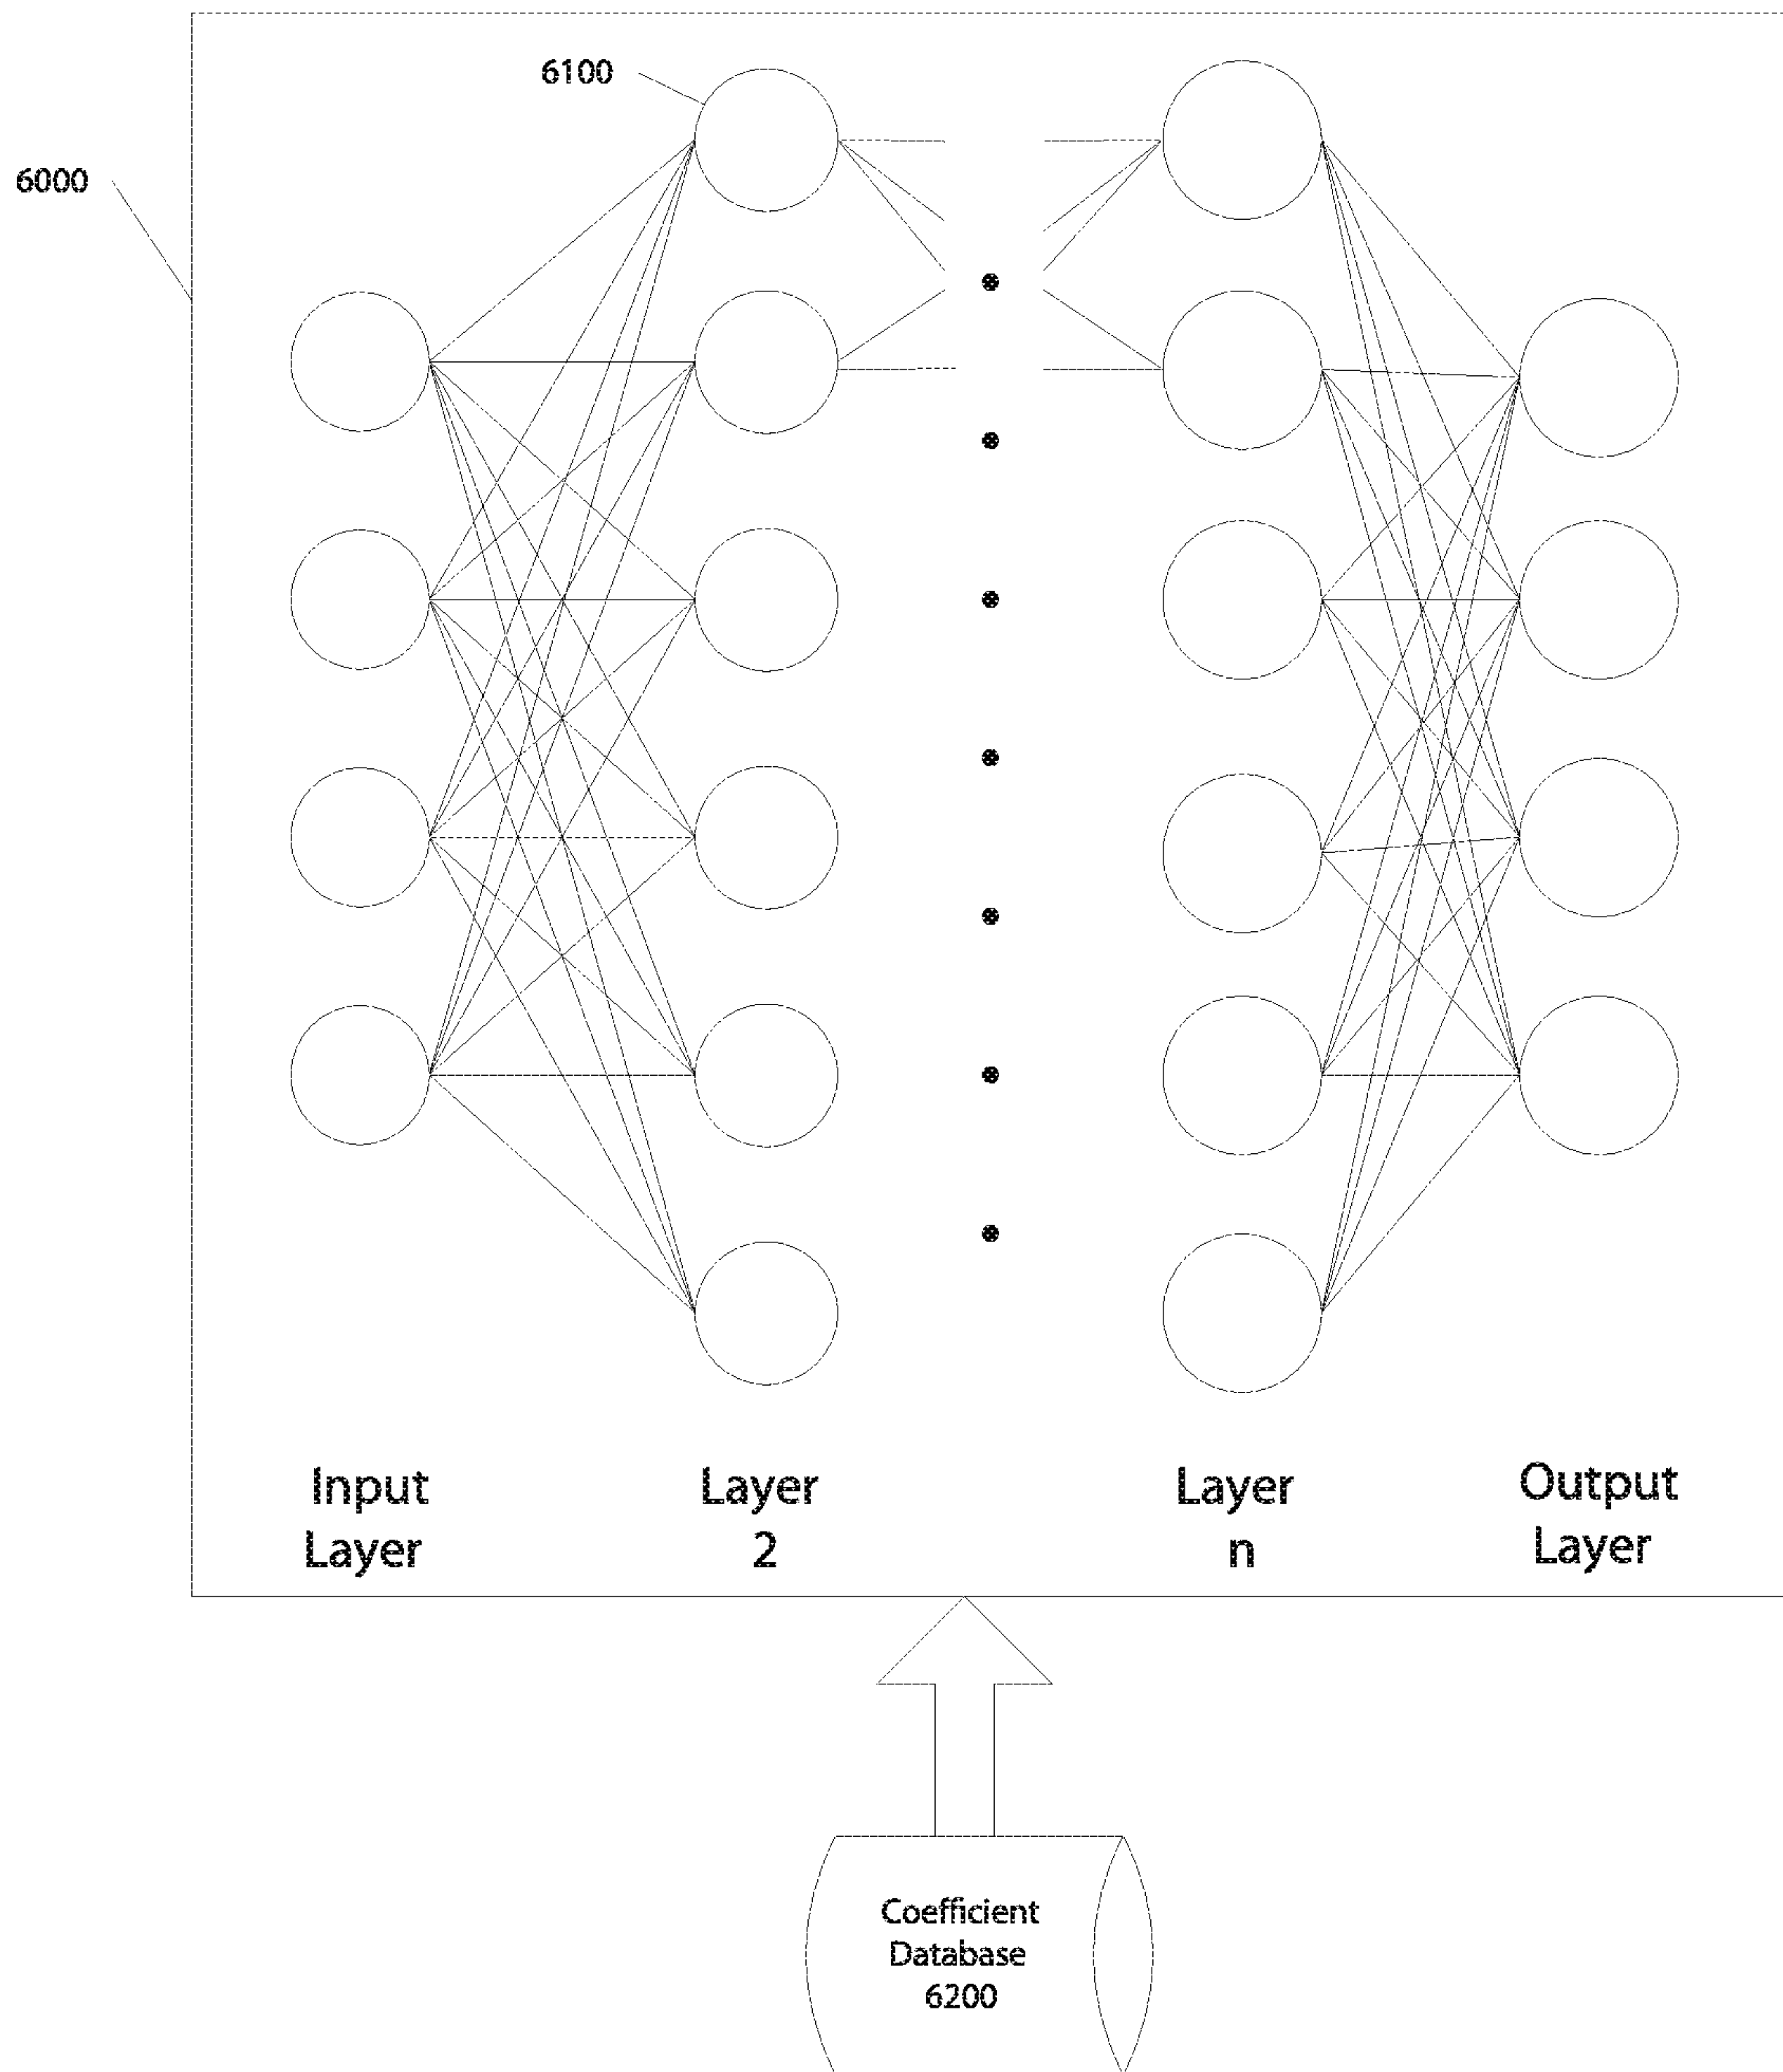 6100
6000
Input
Layer
Layer
2
Layer
n
Output
Layer
Coefficient
Database
6200